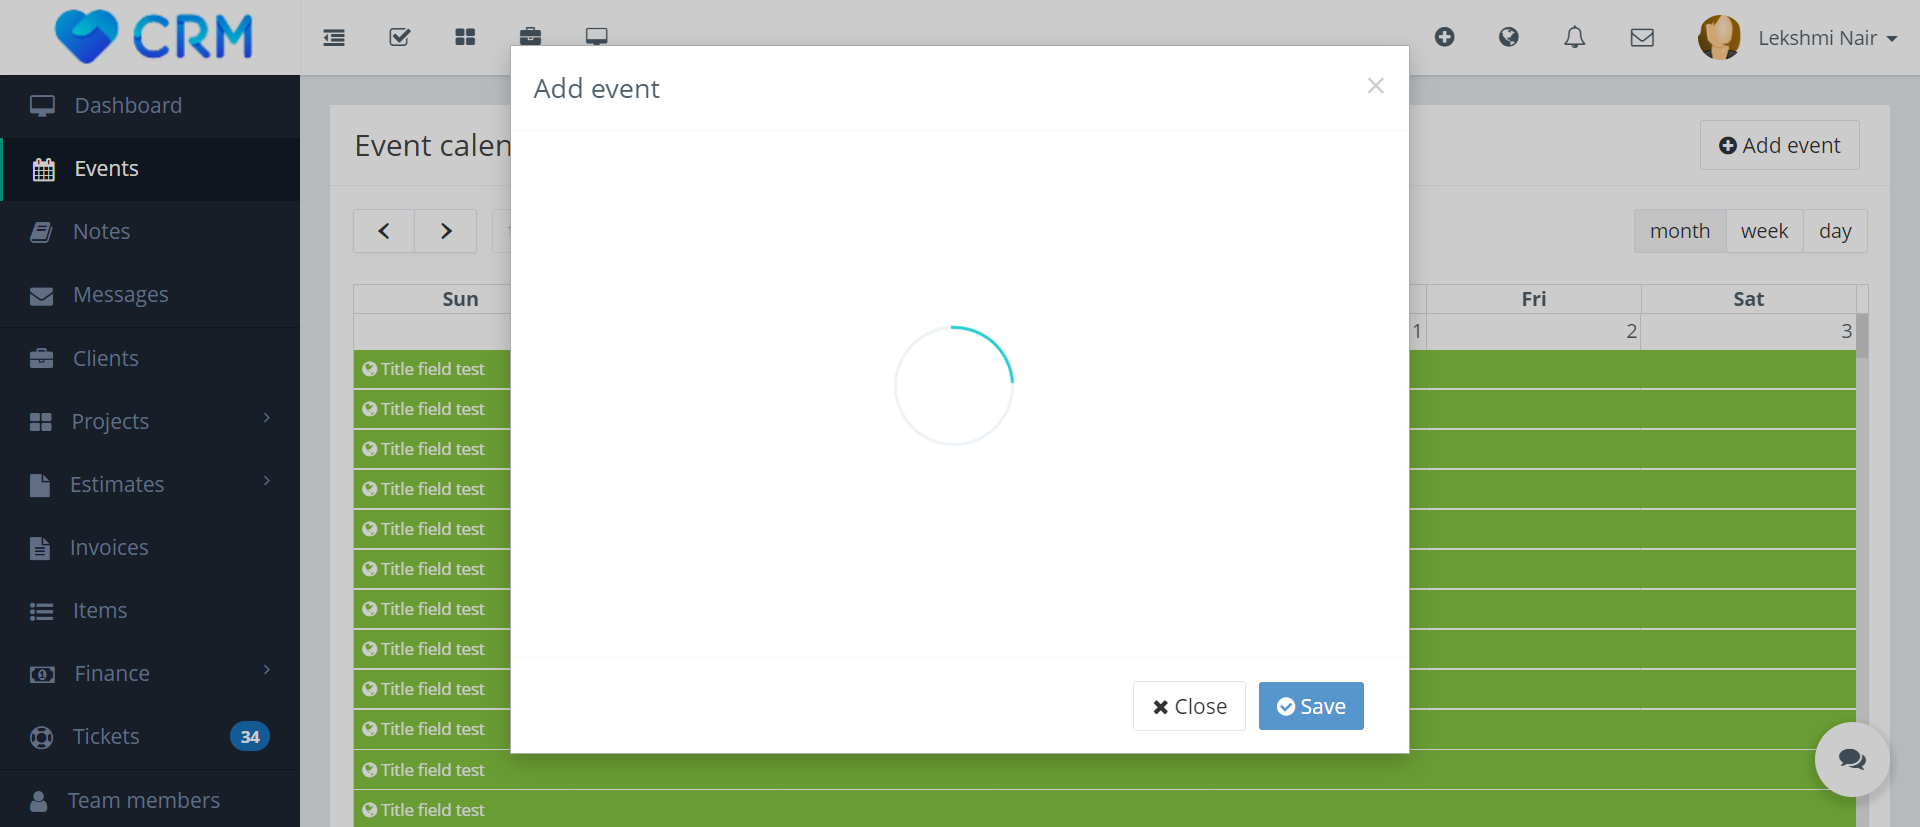 CRM
Lekshmi Nair
Dashboard
Events
Notes
Messages
Clients
Projects
Estimates
Invoices
Items
Finance
Tickets 34
Team members
Add event
Event calen
Add event
month week day
Sun Fri Sat
1 2 3
Title field test
Title field test
Title field test
Title field test
Title field test
Title field test
Title field test
Title field test
Title field test
Title field test
Title field test
Title field test
Close Save